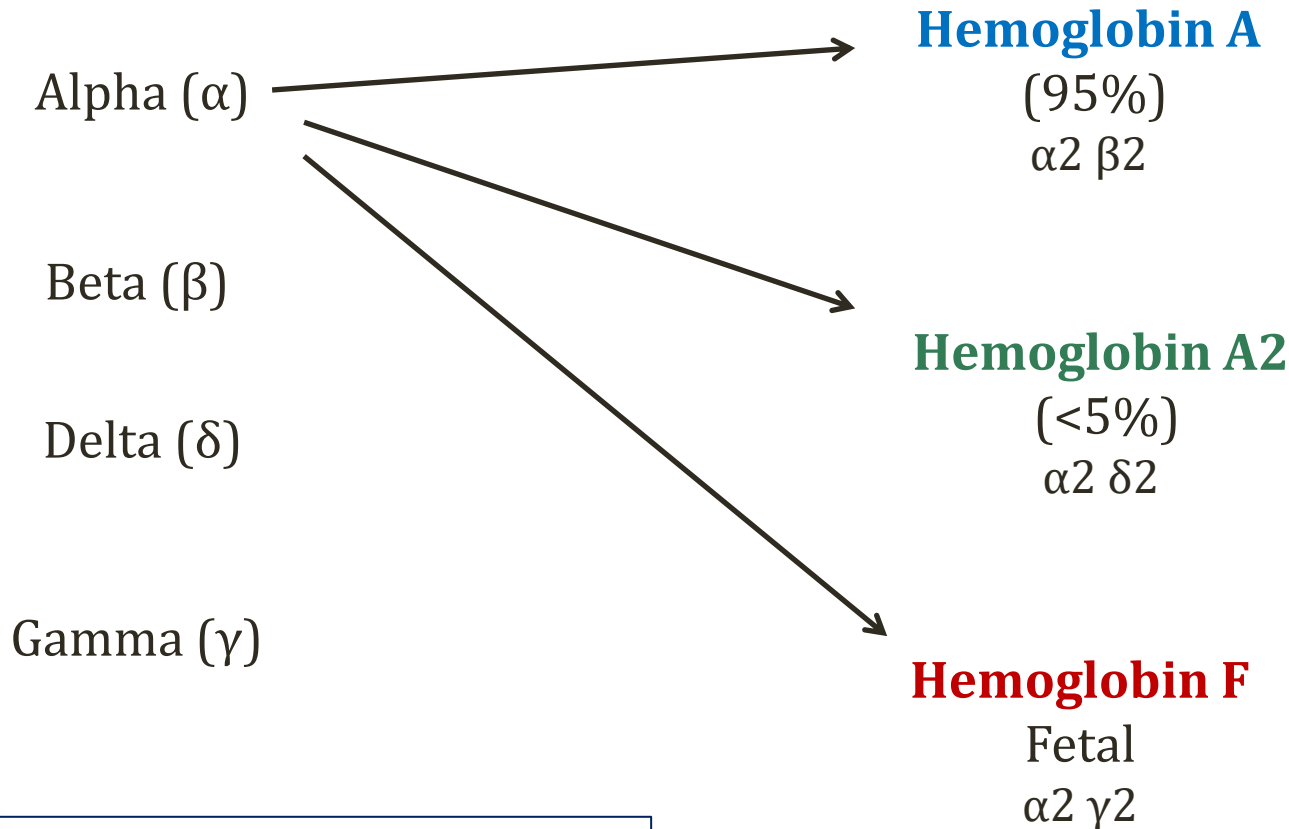 Alpha (α)
Beta (β)
Delta (δ)
Gamma (γ)
Hemoglobin A
(95%)
α2 β2
Hemoglobin A2
(<5%)
α2 δ2
Hemoglobin F
Fetal
α2 γ2